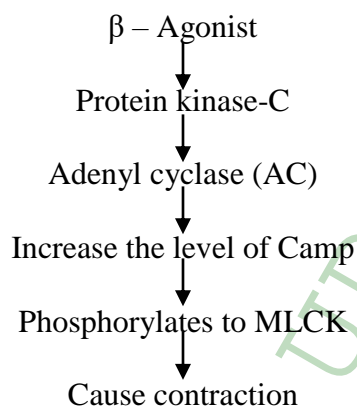 β – Agonist
Protein kinase-C
Adenyl cyclase (AC)
Increase the level of Camp
Phosphorylates to MLCK
Cause contraction